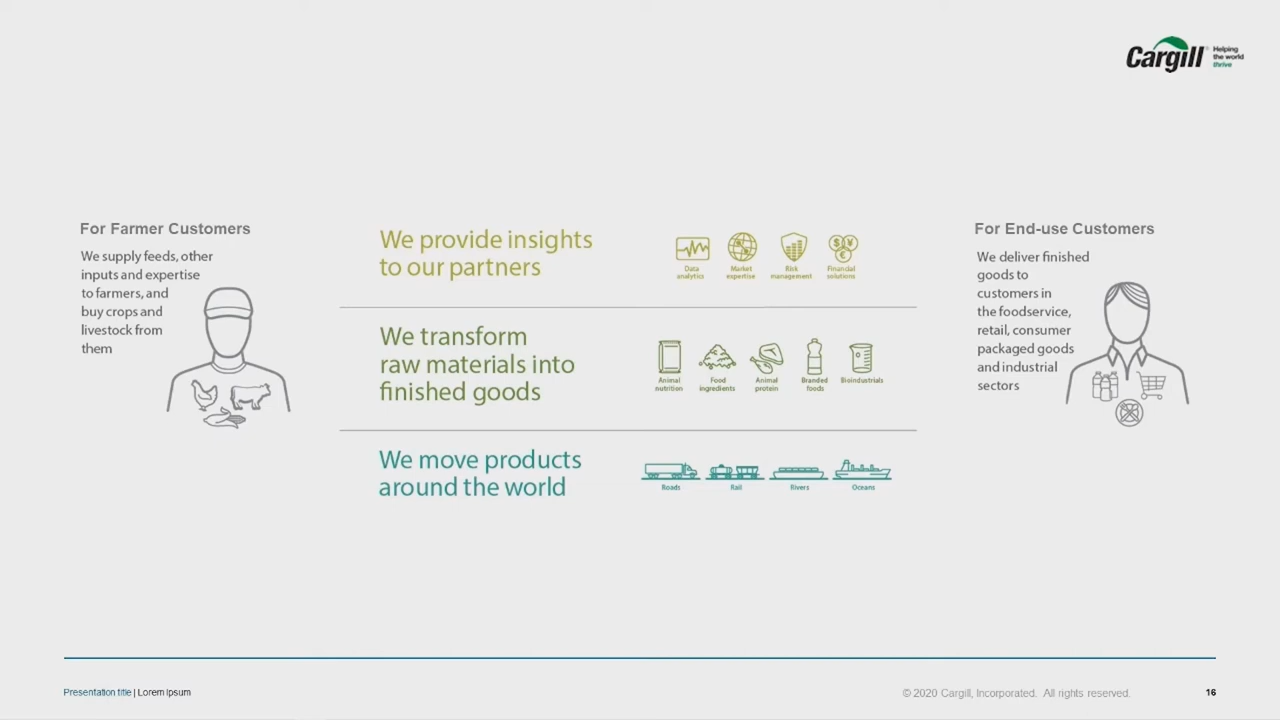 Cargill
Helping
the world
thrive
For Farmer Customers
We supply feeds, other
inputs and expertise
to farmers, and
buy crops and
livestock from
them
We provide insights
to our partners
Data
analytics
Market
expertise
Risk
management
$ ¥
€
Financial
solutions
We transform
raw materials into
finished goods
Animal
nutrition
Food
ingredients
Animal
protein
Branded
foods
Bioindustrials
We move products
around the world
Roads
Rail
Rivers
Oceans
For End-use Customers
We deliver finished
goods to
customers in
the foodservice,
retail, consumer
packaged goods
and industrial
sectors
Presentation title | Lorem Ipsum
© 2020 Cargill, Incorporated. All rights reserved.
16